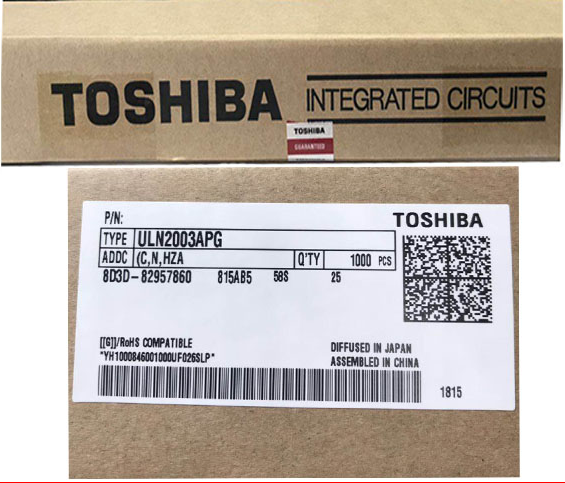 TOSHIBA INTEGRATED CIRCUITS
TOSHIBA
GUARANTEED
P/N:
TOSHIBA
TYPE ULN2003APG
ADDC (C,N,HZA Q'TY 1000 PCS
8D3D-82957860 815AB5 58S 25
[[G]]/RoHS COMPATIBLE
*YH1000846001000UF026SLP*
DIFFUSED IN JAPAN
ASSEMBLED IN CHINA
1815